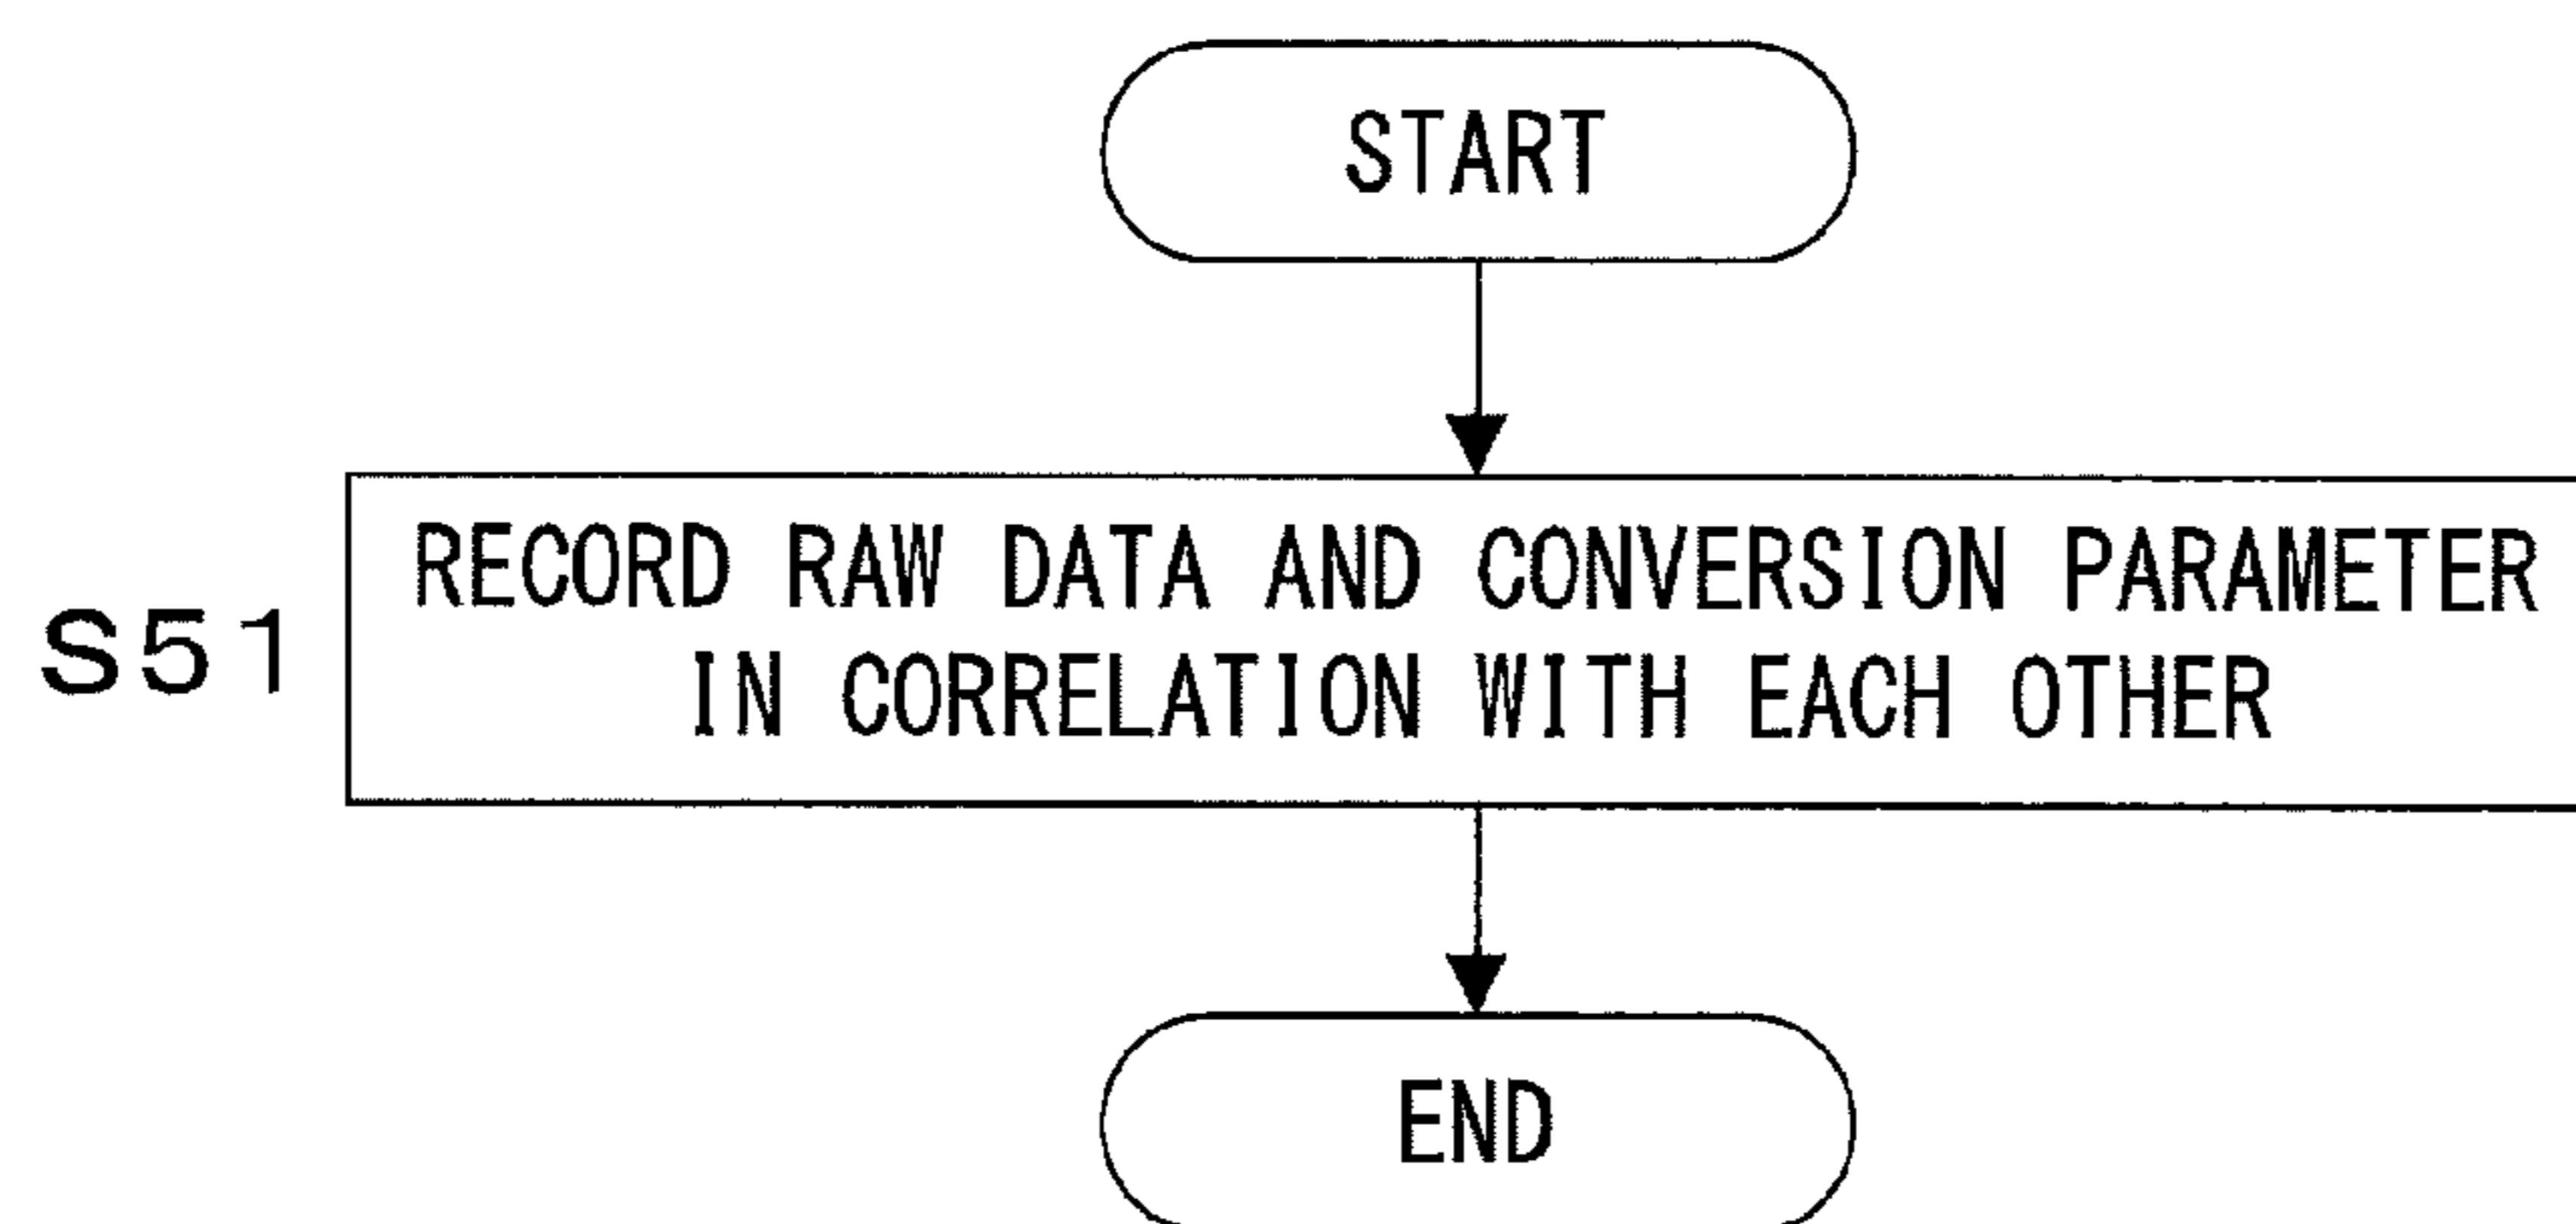 START
S51
RECORD RAW DATA AND CONVERSION PARAMETER
IN CORRELATION WITH EACH OTHER
END